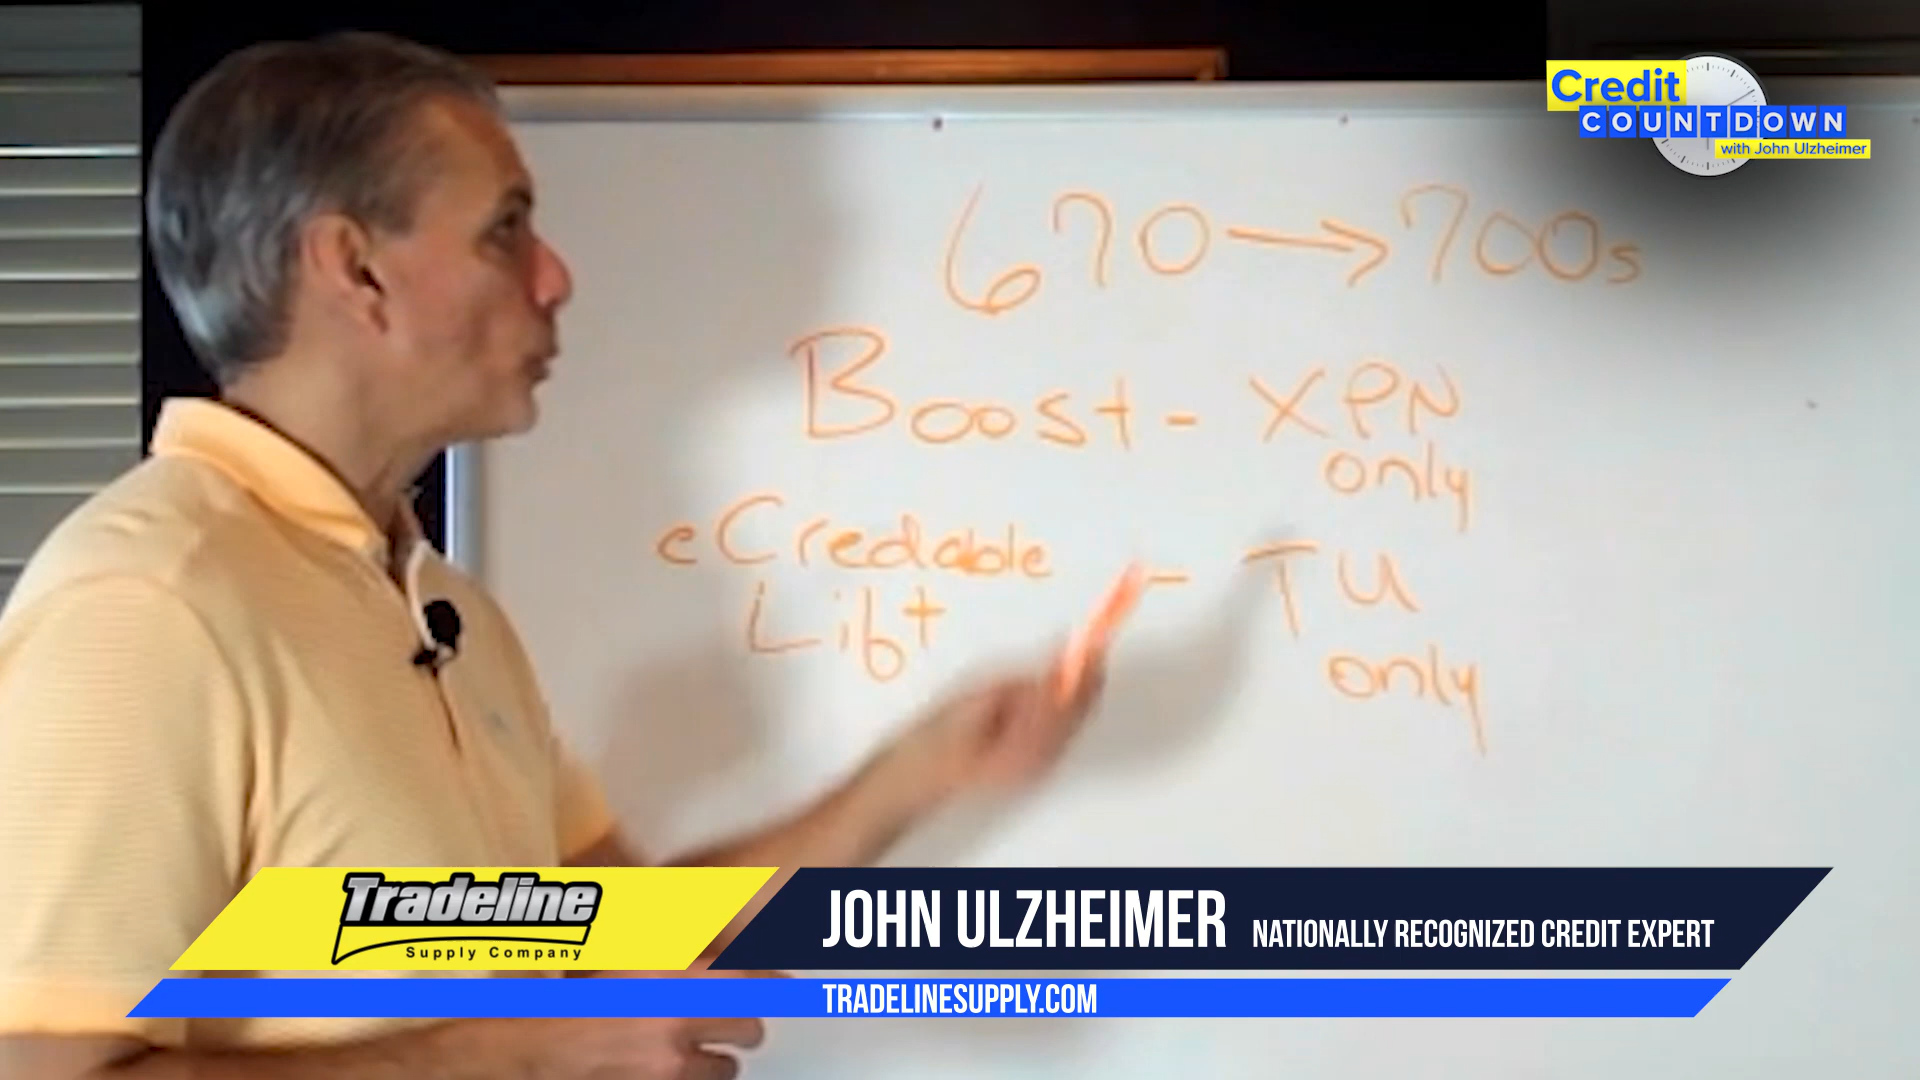 Credit
COUNTDOWN
with John Ulzheimer
670 → 700s
Boost - XPN
only
eCredable
Lift - TU
only
Tradeline
Supply Company
JOHN ULZHEIMER NATIONALLY RECOGNIZED CREDIT EXPERT
TRADELINESUPPLY.COM